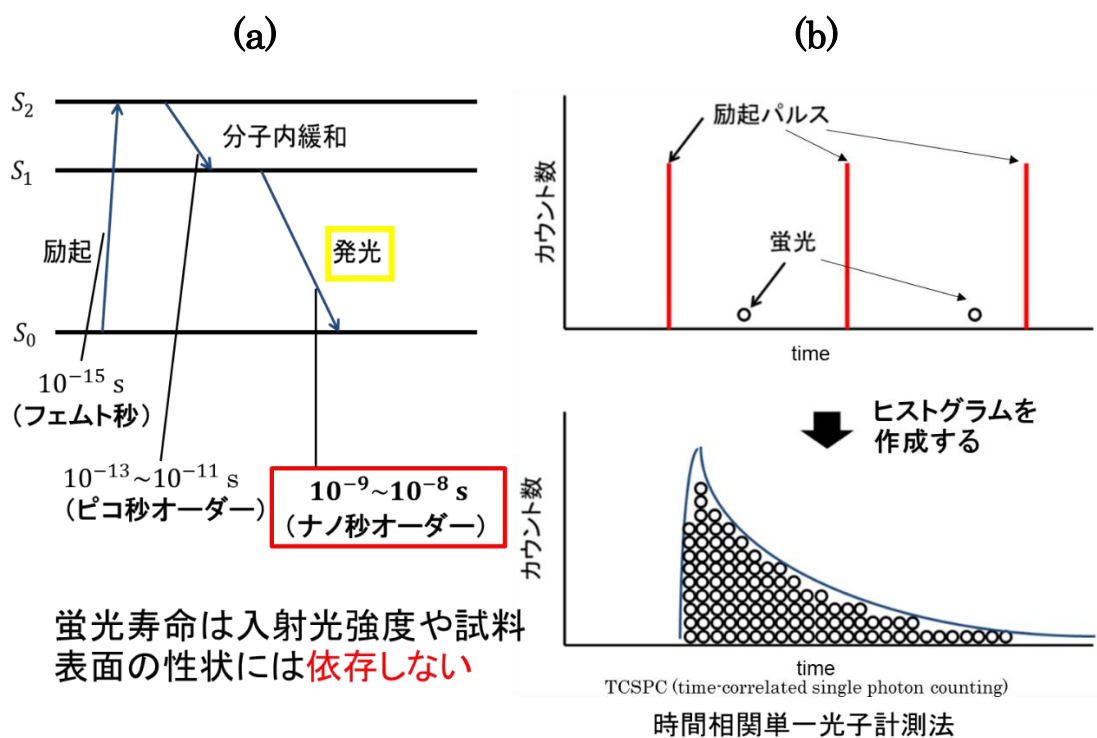 (a)
S₂
分子内緩和
S₁
励起
発光
S₀
10⁻¹⁵ s
(フェムト秒)
10⁻¹³~10⁻¹¹ s
(ピコ秒オーダー)
10⁻⁹~10⁻⁸ s
(ナノ秒オーダー)
蛍光寿命は入射光強度や試料
表面の性状には依存しない
(b)
励起パルス
カウント数
蛍光
time
ヒストグラムを
作成する
カウント数
time
TCSPC (time-correlated single photon counting)
時間相関単一光子計測法